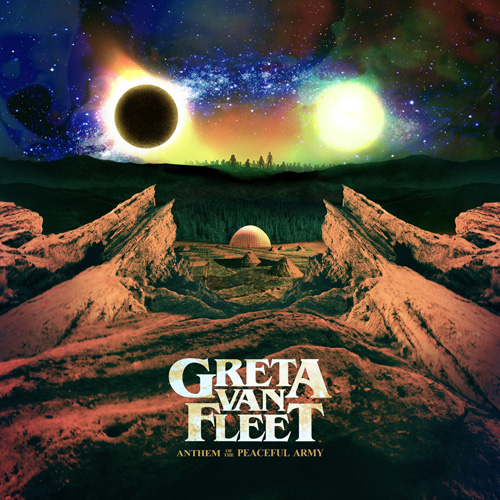 GRETA
VAN
FLEET
ANTHEM OF THE PEACEFUL ARMY